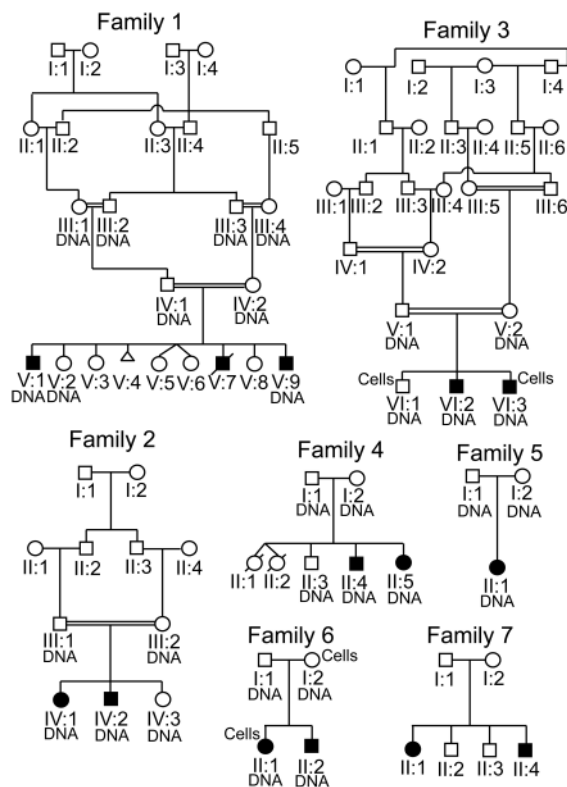 Family 1
I:1 I:2 I:3 I:4
II:1 II:2 II:3 II:4 II:5
III:1 III:2 III:3 III:4
DNA DNA DNA DNA
IV:1 IV:2
DNA DNA
V:1 V:2 V:3 V:4 V:5 V:6 V:7 V:8 V:9
DNA DNA DNA
Family 3
I:1 I:2 I:3 I:4
II:1 II:2 II:3 II:4 II:5 II:6
III:1 III:2 III:3 III:4 III:5 III:6
IV:1 IV:2
V:1 V:2
DNA DNA
Cells Cells
VI:1 VI:2 VI:3
DNA DNA DNA
Family 2
I:1 I:2
II:1 II:2 II:3 II:4
III:1 III:2
DNA DNA
IV:1 IV:2 IV:3
DNA DNA DNA
Family 4
I:1 I:2
DNA DNA
II:1 II:2 II:3 II:4 II:5
DNA DNA DNA
Family 5
I:1 I:2
DNA DNA
II:1
DNA
Family 6
Cells
I:1 I:2
DNA DNA
Cells
II:1 II:2
DNA DNA
Family 7
I:1 I:2
II:1 II:2 II:3 II:4